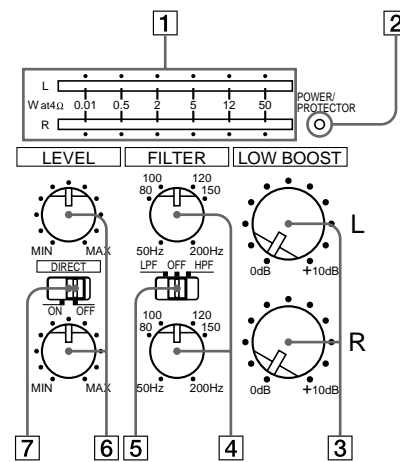 1 2
L
W at4Ω 0.01 0.5 2 5 12 50
R
POWER/
PROTECTOR
LEVEL FILTER LOW BOOST
MIN MAX
100 120
80 150
50Hz 200Hz
0dB +10dB
L
DIRECT
ON OFF
LPF OFF HPF
MIN MAX
100 120
80 150
50Hz 200Hz
0dB +10dB
R
7 6 5 4 3